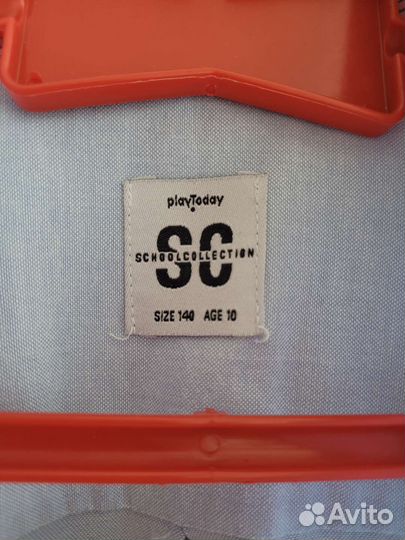 playToday
SC
SCHOOLCOLLECTION
SIZE 140 AGE 10
Avito